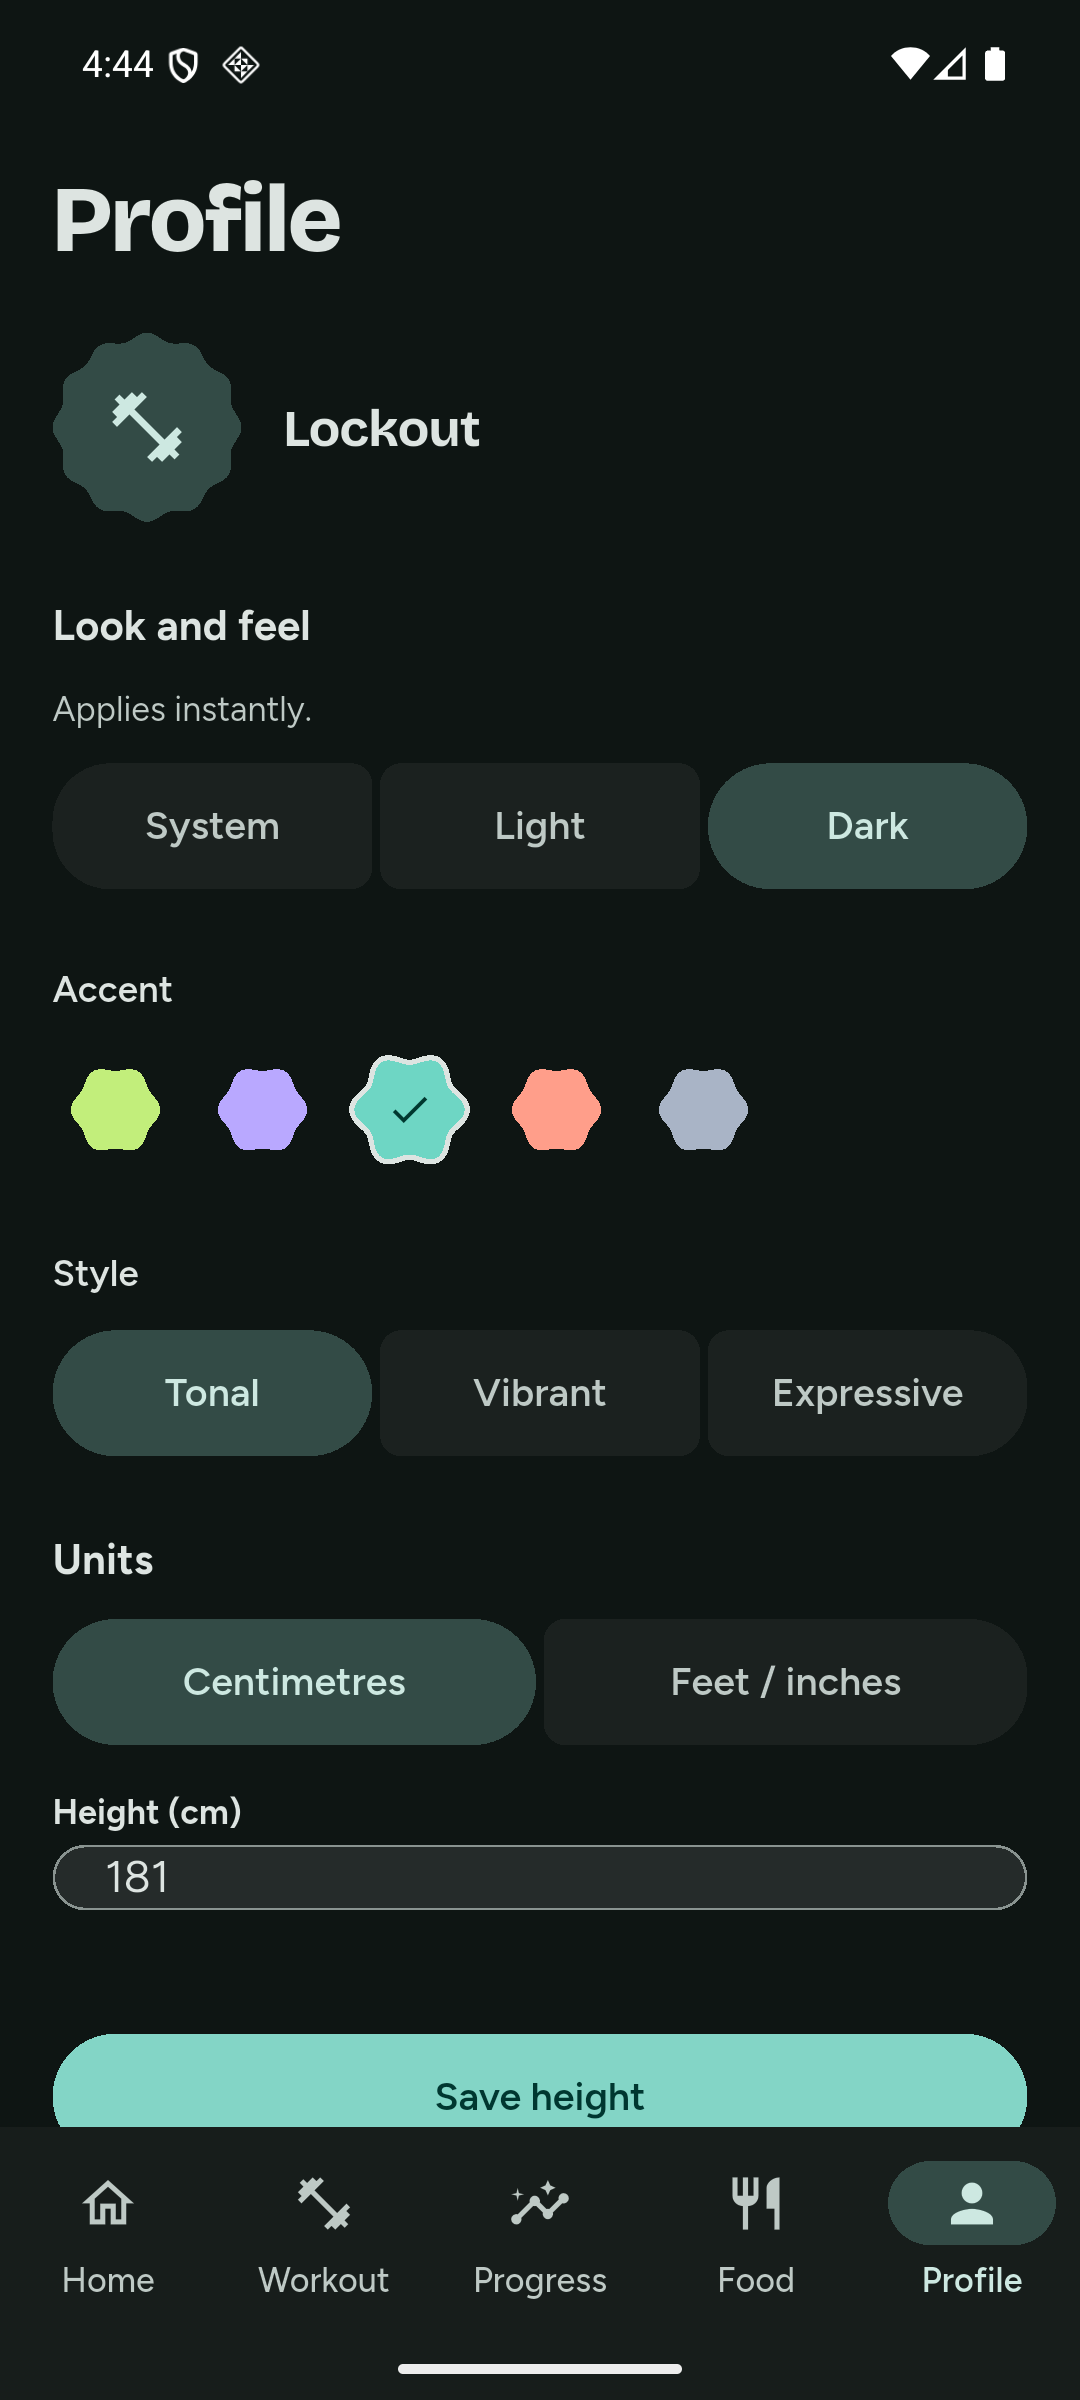 4:44
Profile
Lockout
Look and feel
Applies instantly.
System Light Dark
Accent
Style
Tonal Vibrant Expressive
Units
Centimetres Feet / inches
Height (cm)
181
Save height
Home Workout Progress Food Profile